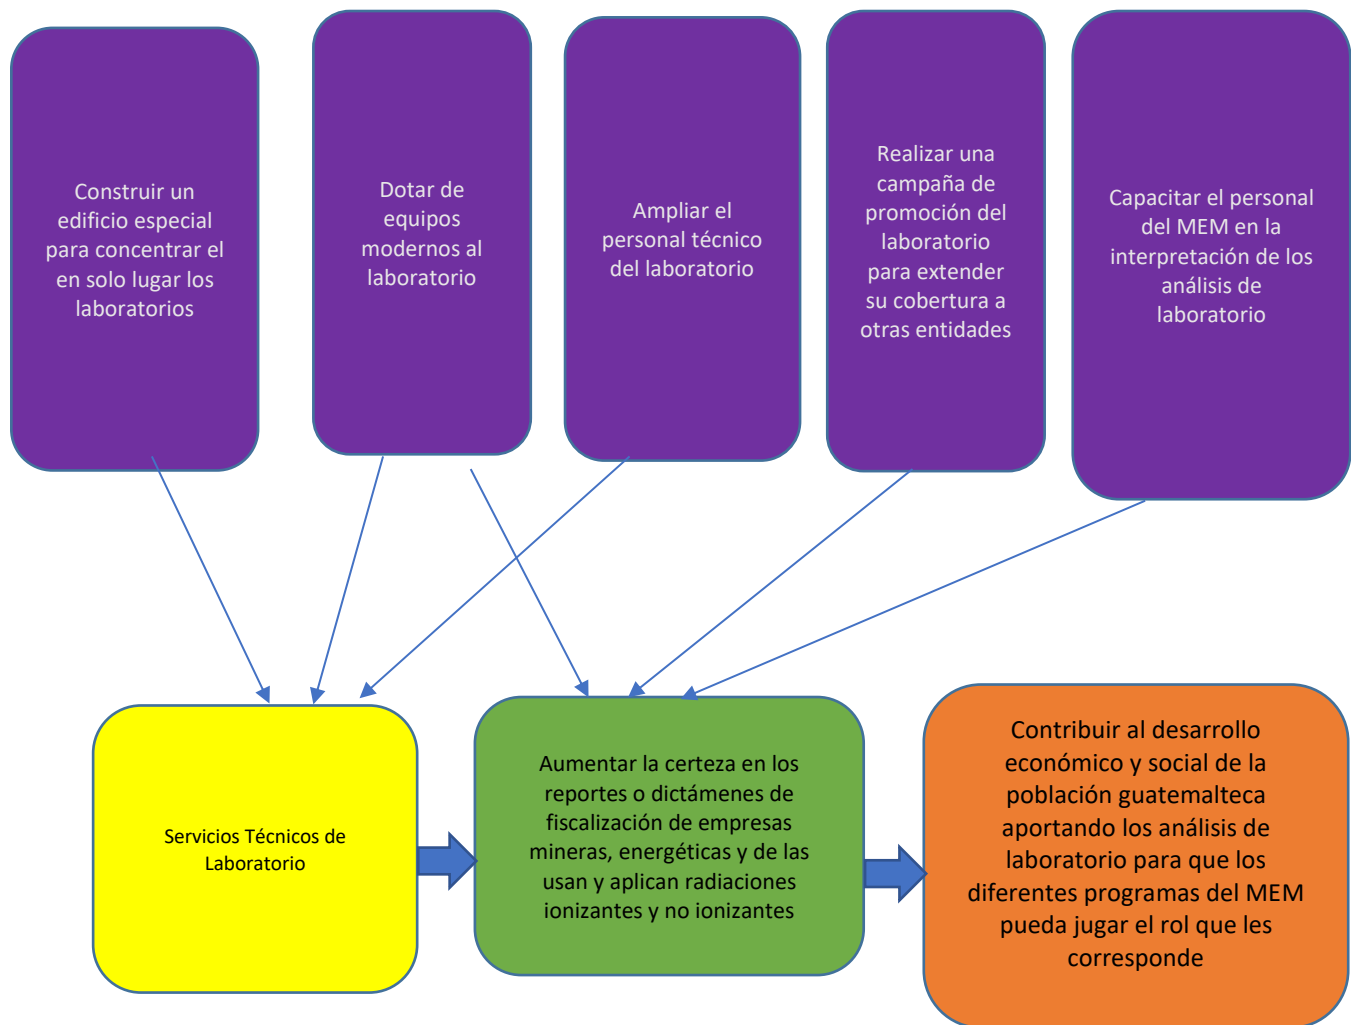 Construir un
edificio especial
para concentrar el
en solo lugar los
laboratorios
Dotar de
equipos
modernos al
laboratorio
Ampliar el
personal técnico
del laboratorio
Realizar una
campaña de
promoción del
laboratorio
para extender
su cobertura a
otras entidades
Capacitar el personal
del MEM en la
interpretación de los
análisis de
laboratorio
Servicios Técnicos de
Laboratorio
Aumentar la certeza en los
reportes o dictámenes de
fiscalización de empresas
mineras, energéticas y de las
usan y aplican radiaciones
ionizantes y no ionizantes
Contribuir al desarrollo
económico y social de la
población guatemalteca
aportando los análisis de
laboratorio para que los
diferentes programas del MEM
pueda jugar el rol que les
corresponde